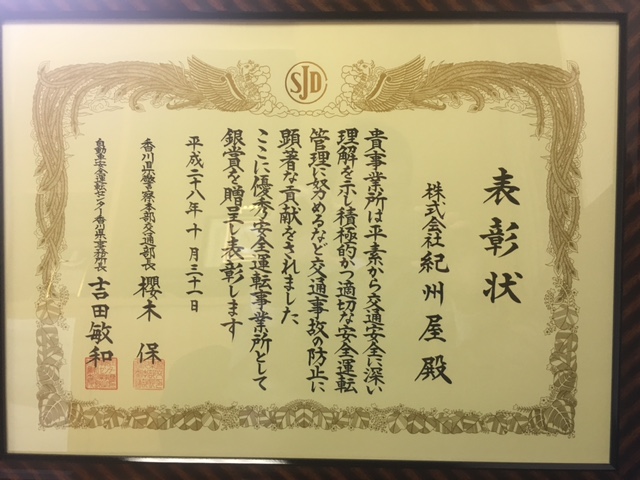 SJD
表彰状
株式会社紀州屋殿
貴事業所は平素から交通安全に深い
理解を示し積極的かつ適切な安全運転
管理に努めるなど交通事故の防止に
顕著な貢献をされました
ここに優秀安全運転事業所として
銀賞を贈呈し表彰します
平成二十八年十月三十一日
香川県警察本部交通部長 櫻木保
自動車安全運転センター香川県事務所長 吉田敏和